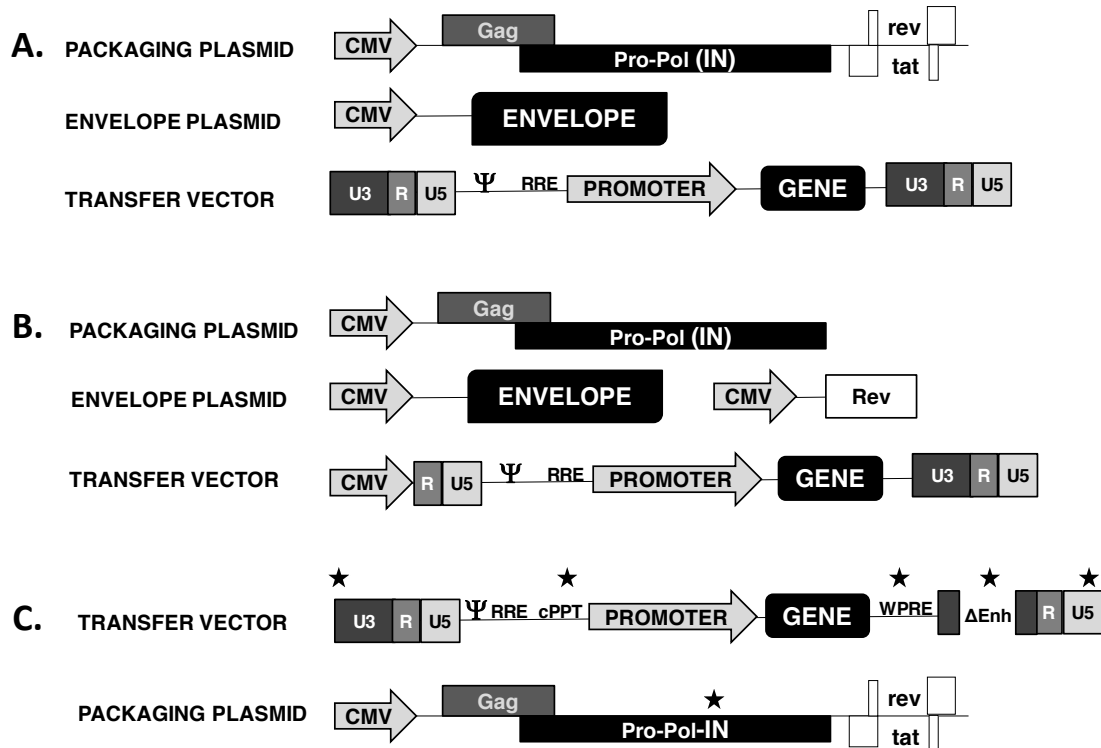 A. PACKAGING PLASMID CMV Gag Pro-Pol (IN) rev tat
ENVELOPE PLASMID CMV ENVELOPE
TRANSFER VECTOR U3 R U5 Ψ RRE PROMOTER GENE U3 R U5
B. PACKAGING PLASMID CMV Gag Pro-Pol (IN)
ENVELOPE PLASMID CMV ENVELOPE CMV Rev
TRANSFER VECTOR CMV R U5 Ψ RRE PROMOTER GENE U3 R U5
C. TRANSFER VECTOR U3 R U5 Ψ RRE cPPT PROMOTER GENE WPRE ΔEnh R U5
PACKAGING PLASMID CMV Gag Pro-Pol-IN rev tat